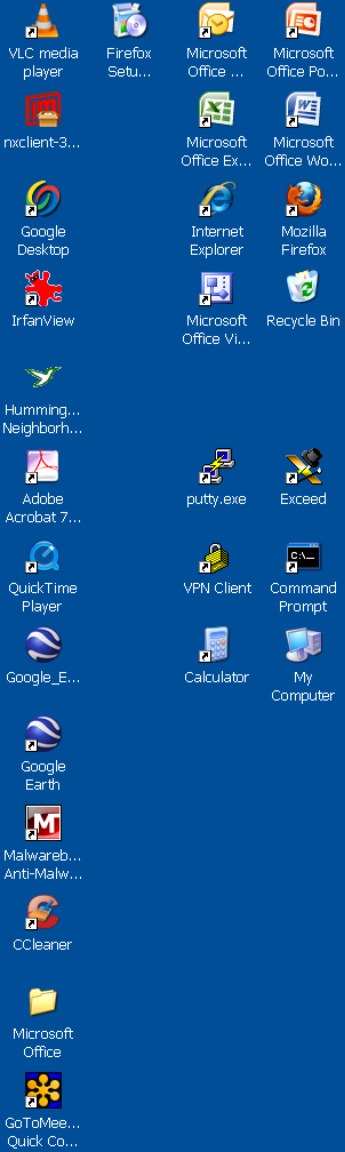 VLC media
player
Firefox
Setu...
Microsoft
Office ...
Microsoft
Office Po...
nxclient-3...
Microsoft
Office Ex...
Microsoft
Office Wo...
Google
Desktop
Internet
Explorer
Mozilla
Firefox
IrfanView
Microsoft
Office Vi...
Recycle Bin
Humming...
Neighborh...
Adobe
Acrobat 7...
putty.exe
Exceed
QuickTime
Player
VPN Client
C:\_
Command
Prompt
Google_E...
Calculator
My
Computer
Google
Earth
M
Malwareb...
Anti-Malw...
CCleaner
Microsoft
Office
GoToMee...
Quick Co...